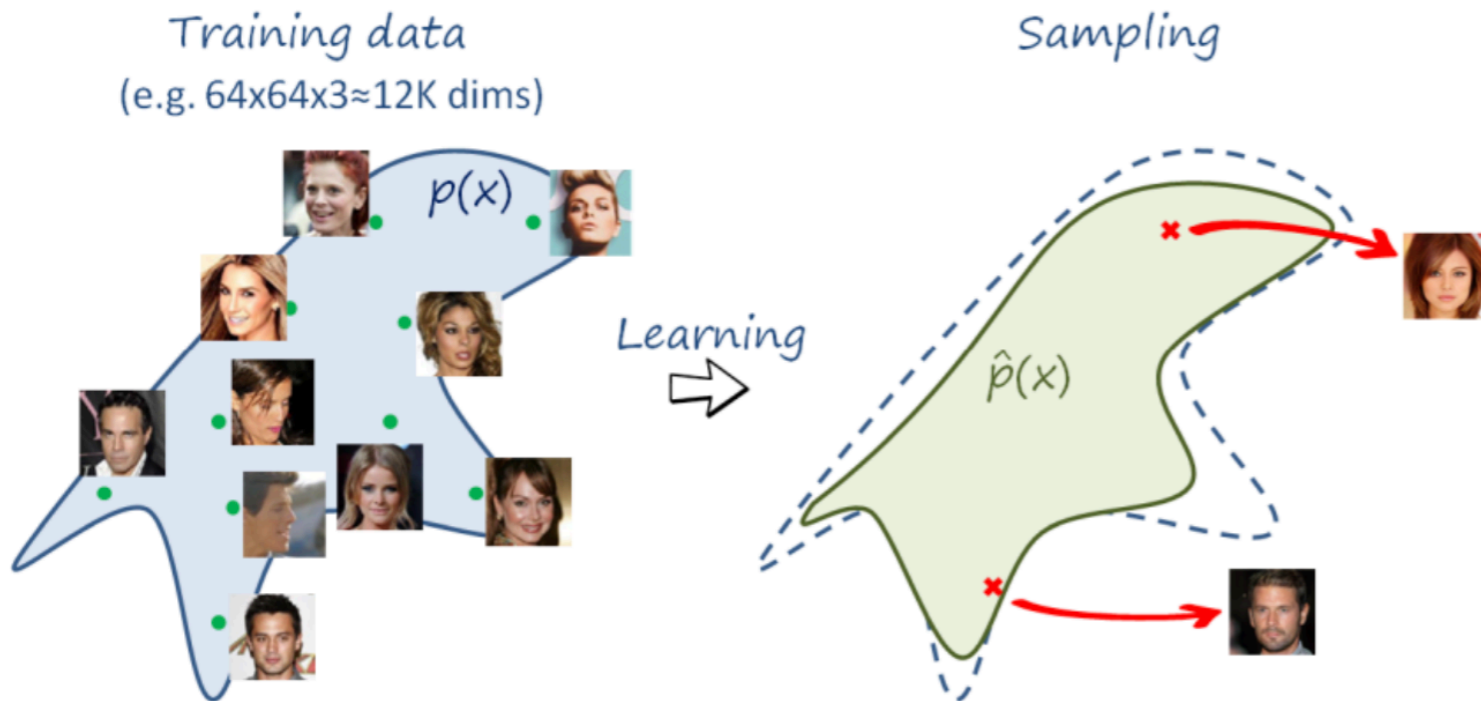 Training data
(e.g. 64x64x3≈12K dims)
p(x)
Learning
Sampling
p̂(x)